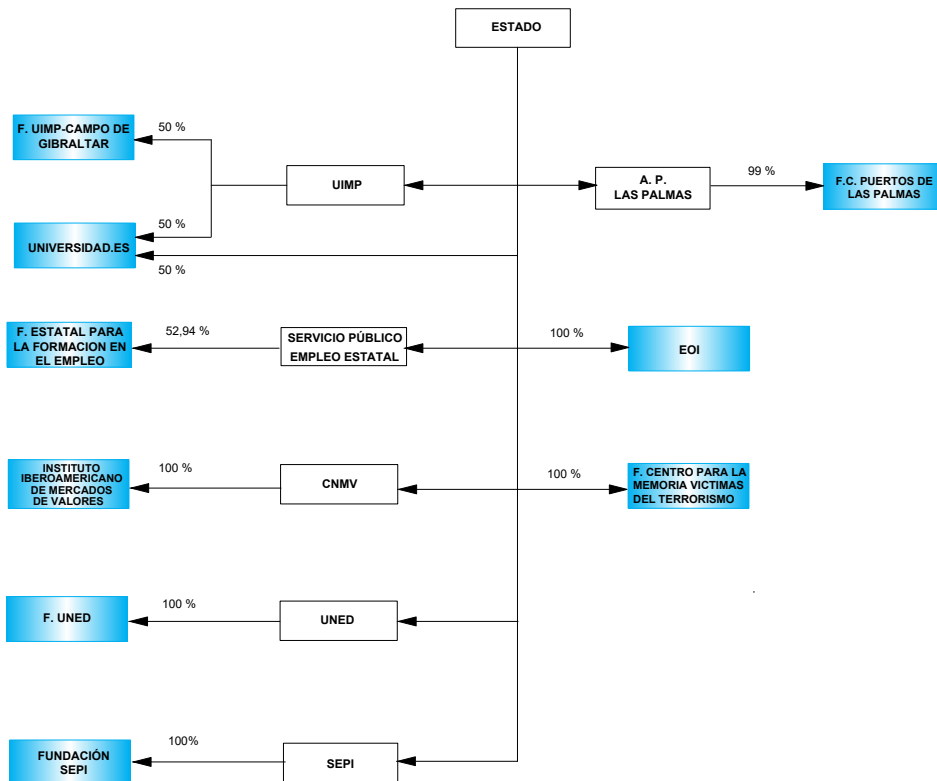 ESTADO
F. UIMP-CAMPO DE
GIBRALTAR
50 %
UIMP
A. P.
LAS PALMAS
99 %
F.C. PUERTOS DE
LAS PALMAS
50 %
UNIVERSIDAD.ES
50 %
F. ESTATAL PARA
LA FORMACION EN
EL EMPLEO
52,94 %
SERVICIO PÚBLICO
EMPLEO ESTATAL
100 %
EOI
INSTITUTO
IBEROAMERICANO
DE MERCADOS
DE VALORES
100 %
CNMV
100 %
F. CENTRO PARA LA
MEMORIA VICTIMAS
DEL TERRORISMO
F. UNED
100 %
UNED
FUNDACIÓN
SEPI
100%
SEPI